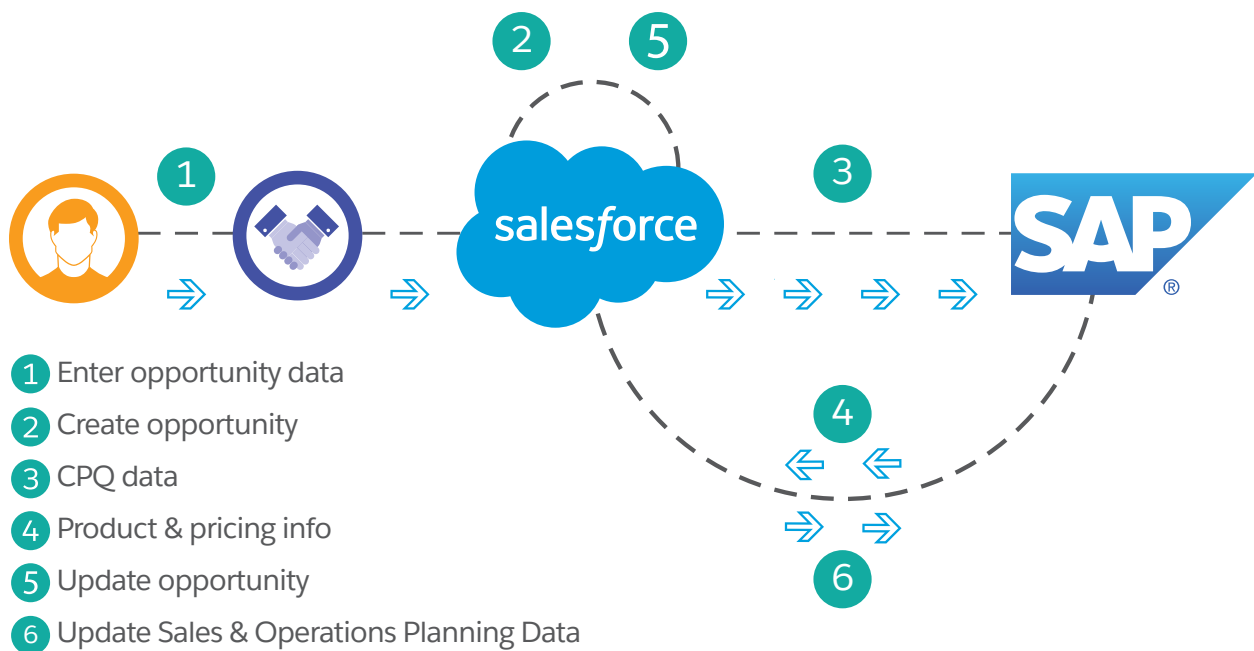 2 5
1 3
salesforce
SAP
®
4
6
1 Enter opportunity data
2 Create opportunity
3 CPQ data
4 Product & pricing info
5 Update opportunity
6 Update Sales & Operations Planning Data